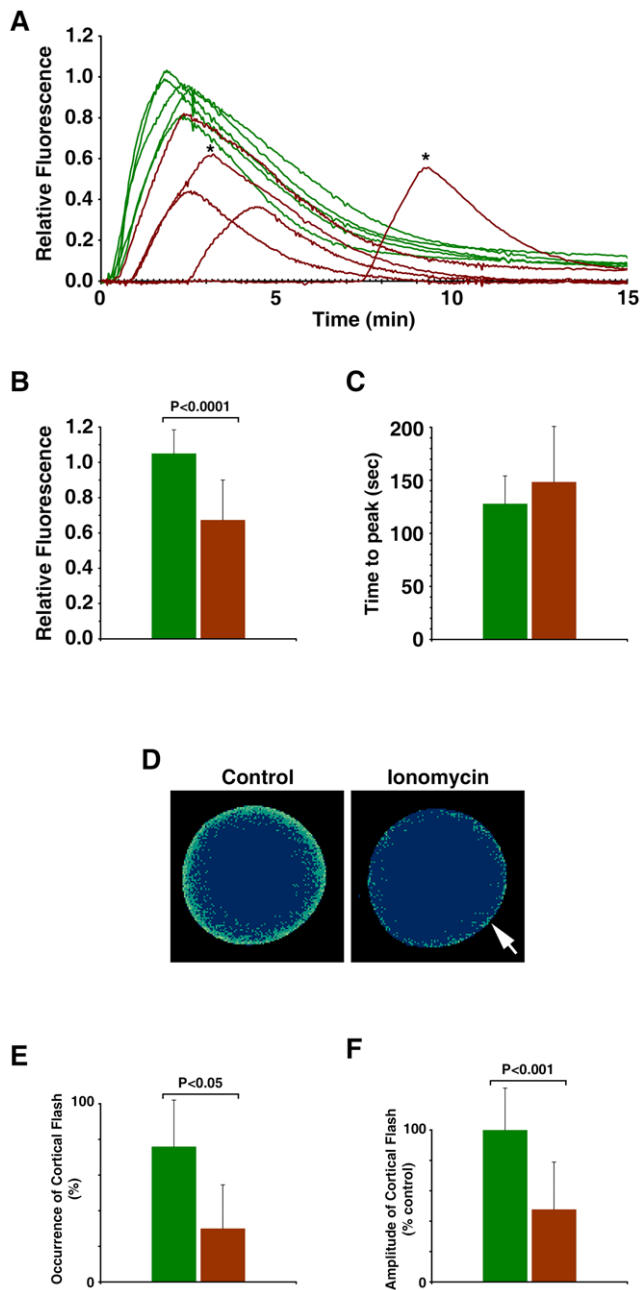 A
Relative Fluorescence
1.2
1.0
0.8
0.6
0.4
0.2
0.0
*
*
0
5
10
15
Time (min)
B
P<0.0001
Relative Fluorescence
1.2
1.0
0.8
0.6
0.4
0.2
0.0
C
Time to peak (sec)
200
150
100
50
0
D
Control
Ionomycin
E
P<0.05
Occurrence of Cortical Flash
(%)
100
0
F
P<0.001
Amplitude of Cortical Flash
(% control)
100
0